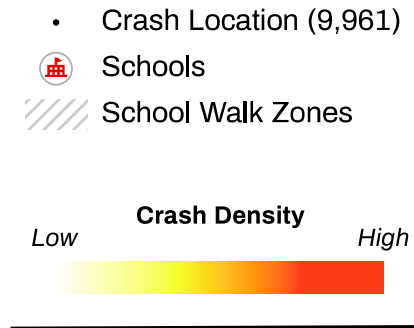 Crash Location (9,961)
Schools
School Walk Zones
Crash Density
Low High